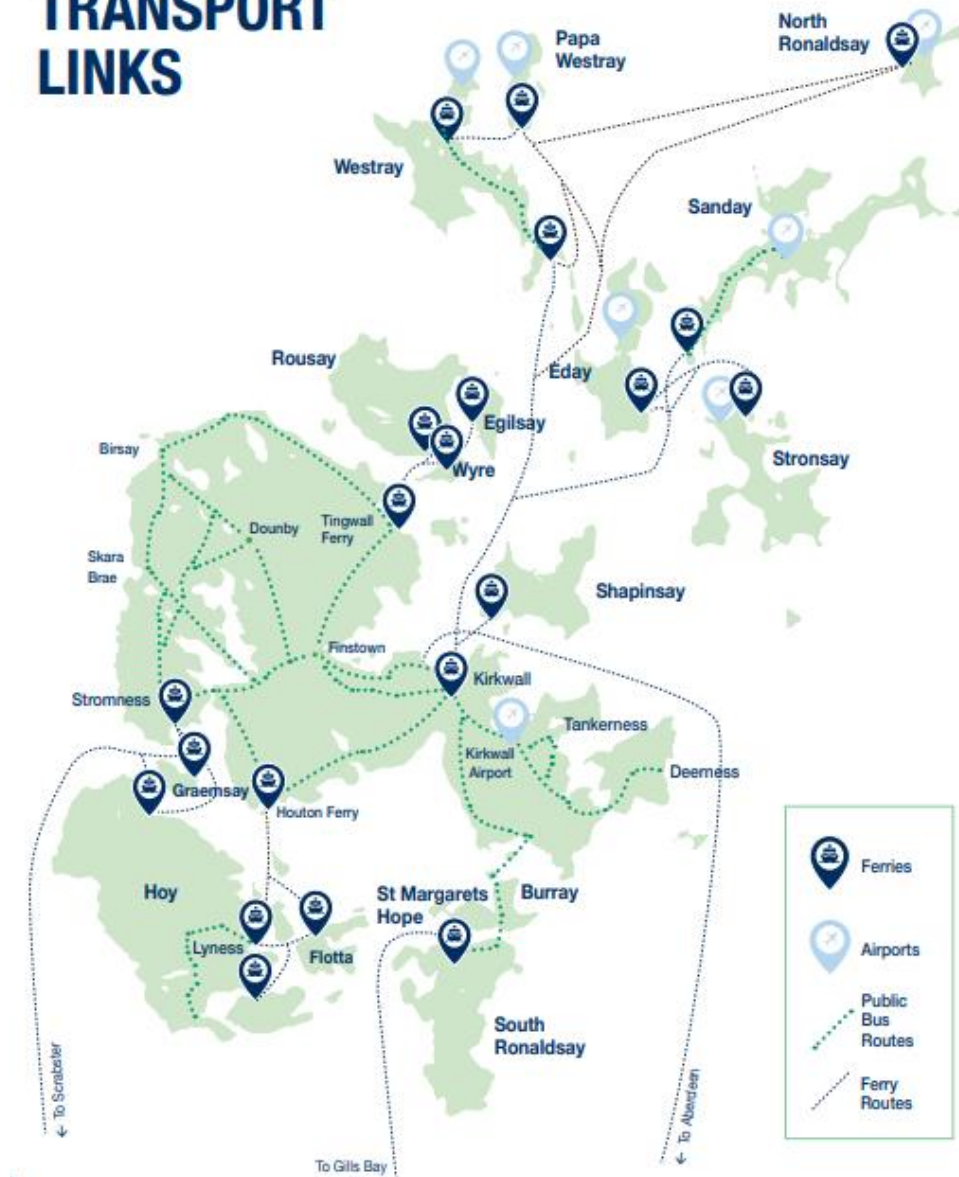 TRANSPORT
LINKS
Papa
Westray
North
Ronaldsay
Westray
Sanday
Rousay
Eday
Egilsay
Birsay
Wyre
Stronsay
Dounby
Tingwall
Ferry
Skara
Brae
Shapinsay
Finstown
Kirkwall
Stromness
Tankerness
Kirkwall
Airport
Deerness
Graemsay
Houton Ferry
Hoy
St Margarets
Hope
Burray
Lyness
Flotta
South
Ronaldsay
← To Scrabster
To Gills Bay
← To Aberdeen
Ferries
Airports
Public
Bus
Routes
Ferry
Routes